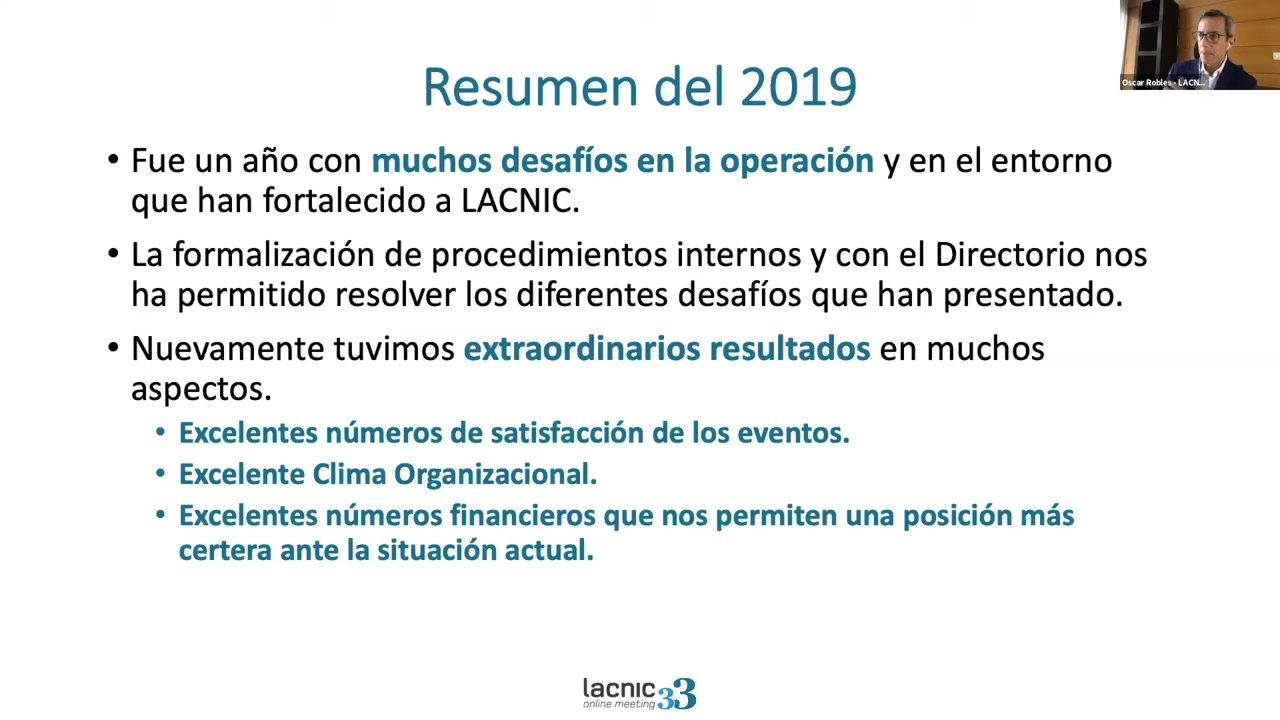 Oscar Robles - LACN...
Resumen del 2019
• Fue un año con muchos desafíos en la operación y en el entorno
que han fortalecido a LACNIC.
• La formalización de procedimientos internos y con el Directorio nos
ha permitido resolver los diferentes desafíos que han presentado.
• Nuevamente tuvimos extraordinarios resultados en muchos
aspectos.
• Excelentes números de satisfacción de los eventos.
• Excelente Clima Organizacional.
• Excelentes números financieros que nos permiten una posición más
certera ante la situación actual.
lacnic 33
online meeting